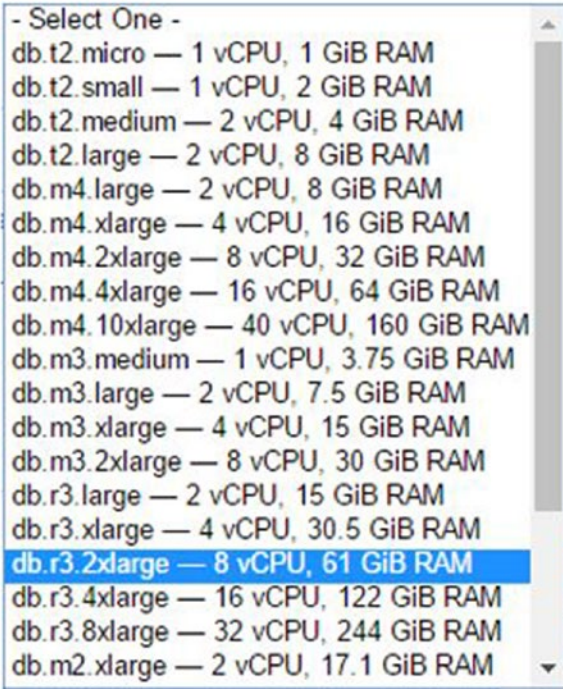 - Select One -
db.t2.micro — 1 vCPU, 1 GiB RAM
db.t2.small — 1 vCPU, 2 GiB RAM
db.t2.medium — 2 vCPU, 4 GiB RAM
db.t2.large — 2 vCPU, 8 GiB RAM
db.m4.large — 2 vCPU, 8 GiB RAM
db.m4.xlarge — 4 vCPU, 16 GiB RAM
db.m4.2xlarge — 8 vCPU, 32 GiB RAM
db.m4.4xlarge — 16 vCPU, 64 GiB RAM
db.m4.10xlarge — 40 vCPU, 160 GiB RAM
db.m3.medium — 1 vCPU, 3.75 GiB RAM
db.m3.large — 2 vCPU, 7.5 GiB RAM
db.m3.xlarge — 4 vCPU, 15 GiB RAM
db.m3.2xlarge — 8 vCPU, 30 GiB RAM
db.r3.large — 2 vCPU, 15 GiB RAM
db.r3.xlarge — 4 vCPU, 30.5 GiB RAM
db.r3.2xlarge — 8 vCPU, 61 GiB RAM
db.r3.4xlarge — 16 vCPU, 122 GiB RAM
db.r3.8xlarge — 32 vCPU, 244 GiB RAM
db.m2.xlarge — 2 vCPU, 17.1 GiB RAM